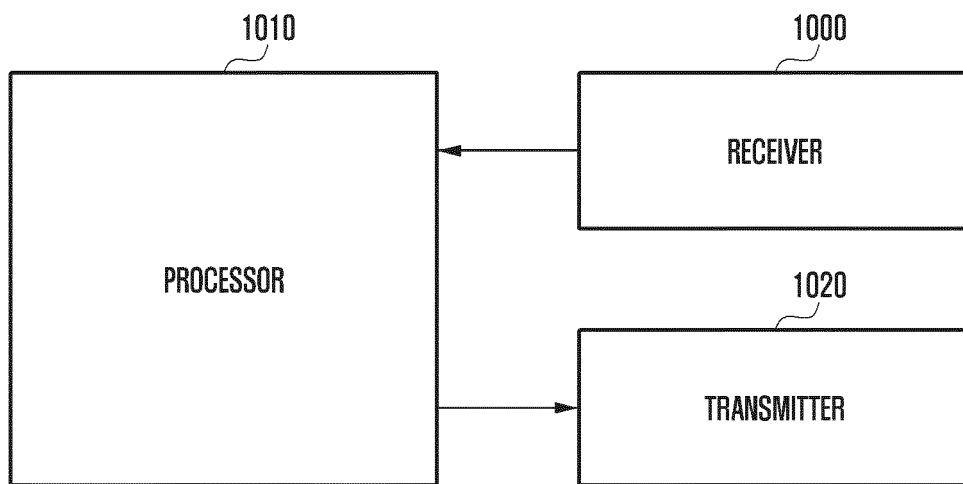 1010
1000
RECEIVER
PROCESSOR
1020
TRANSMITTER